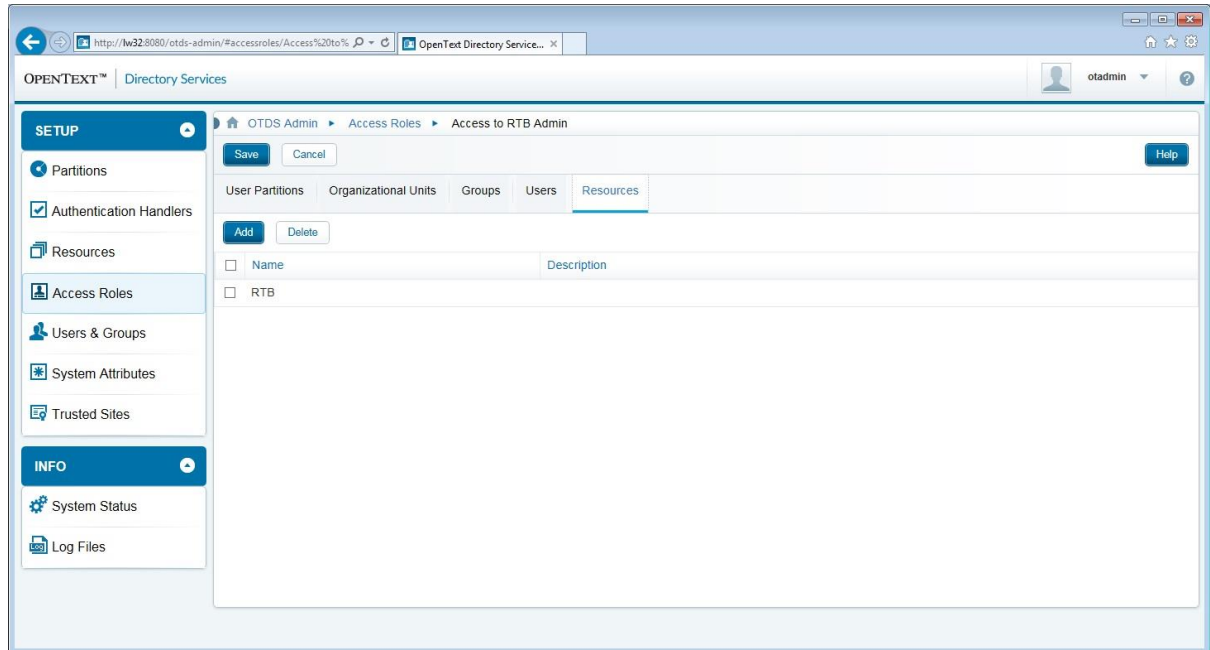 http://lw32:8080/otds-admin/#accessroles/Access%20to%
OpenText Directory Service...
OPENTEXT™ Directory Services
otadmin
SETUP
Partitions
Authentication Handlers
Resources
Access Roles
Users & Groups
System Attributes
Trusted Sites
INFO
System Status
Log
Log Files
OTDS Admin ▸ Access Roles ▸ Access to RTB Admin
Save Cancel Help
User Partitions Organizational Units Groups Users Resources
Add Delete
Name Description
RTB